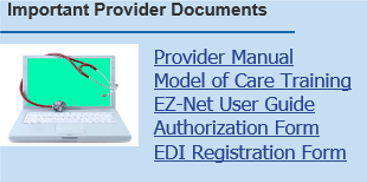 Important Provider Documents
Provider Manual
Model of Care Training
EZ-Net User Guide
Authorization Form
EDI Registration Form